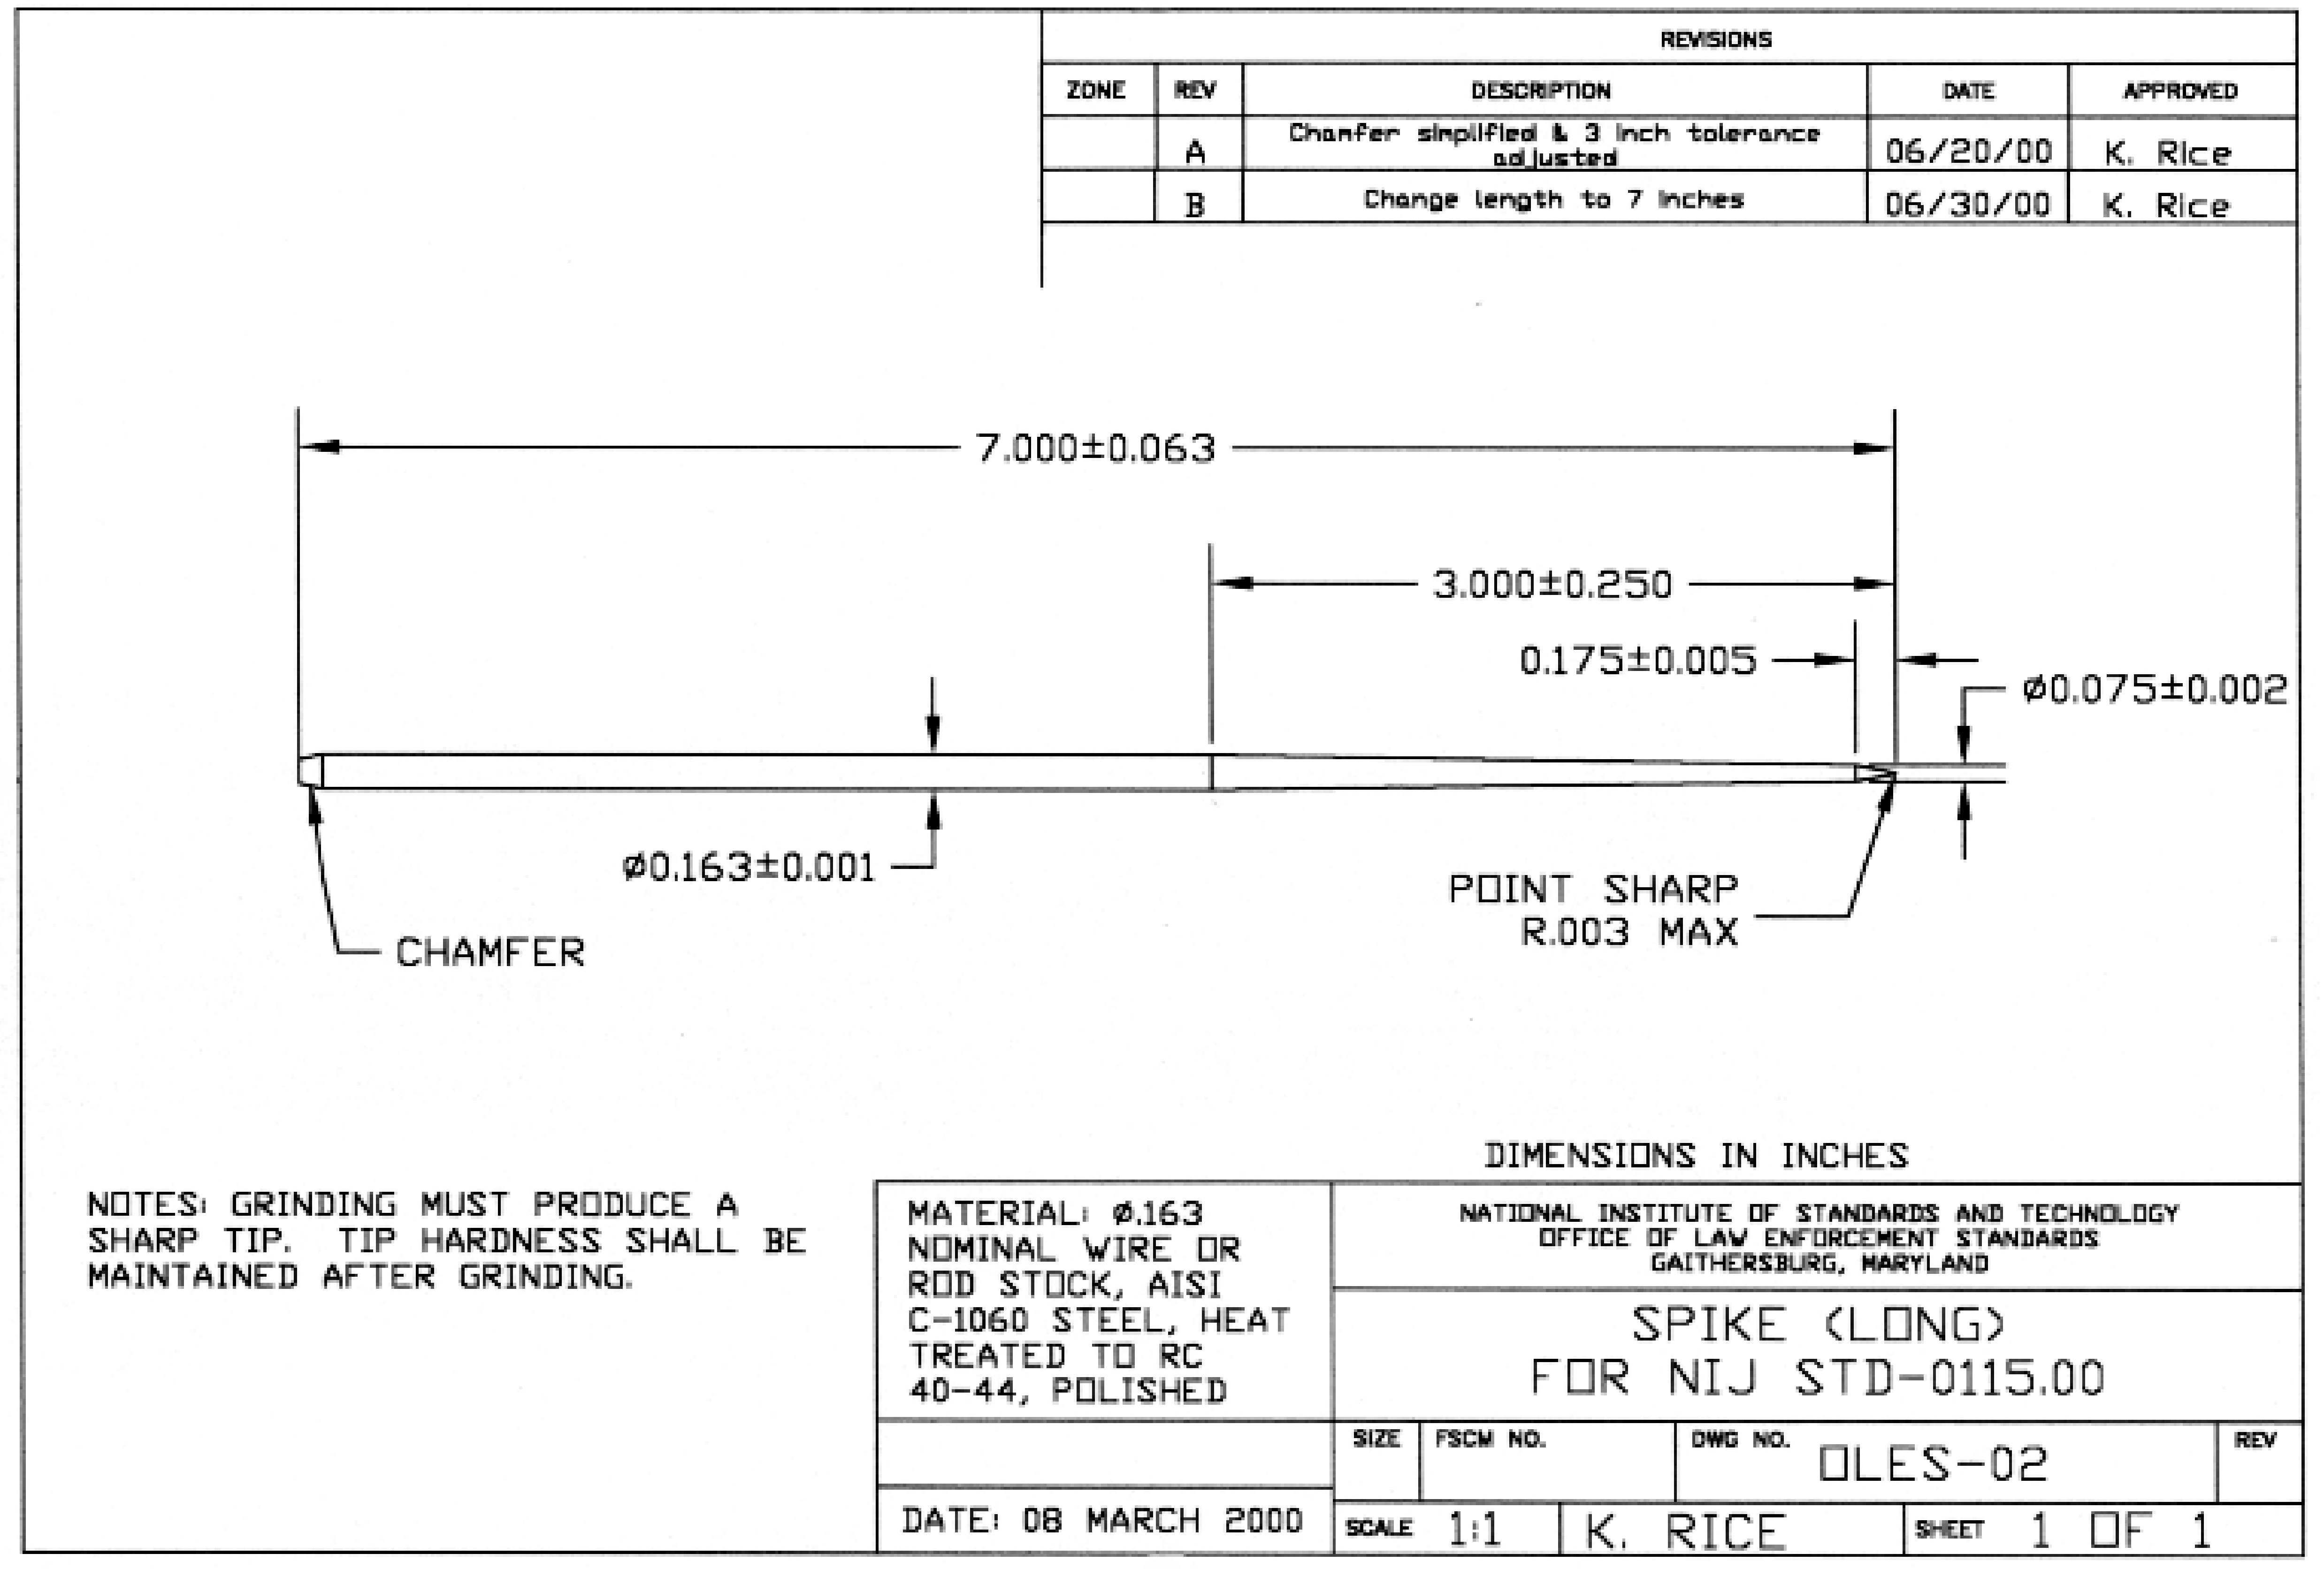 REVISIONS
ZONE REV DESCRIPTION DATE APPROVED
A Chamfer simplified & 3 inch tolerance adjusted 06/20/00 K. Rice
B Change length to 7 inches 06/30/00 K. Rice
7.000±0.063
3.000±0.250
0.175±0.005
ø0.075±0.002
ø0.163±0.001
POINT SHARP
R.003 MAX
CHAMFER
DIMENSIONS IN INCHES
NOTES: GRINDING MUST PRODUCE A
SHARP TIP. TIP HARDNESS SHALL BE
MAINTAINED AFTER GRINDING.
MATERIAL: ø.163
NOMINAL WIRE OR
ROD STOCK, AISI
C-1060 STEEL, HEAT
TREATED TO RC
40-44, POLISHED
DATE: 08 MARCH 2000
NATIONAL INSTITUTE OF STANDARDS AND TECHNOLOGY
OFFICE OF LAW ENFORCEMENT STANDARDS
GAITHERSBURG, MARYLAND
SPIKE (LONG)
FOR NIJ STD-0115.00
SIZE FSCM NO. DWG NO. OLES-02 REV
SCALE 1:1 K. RICE SHEET 1 OF 1